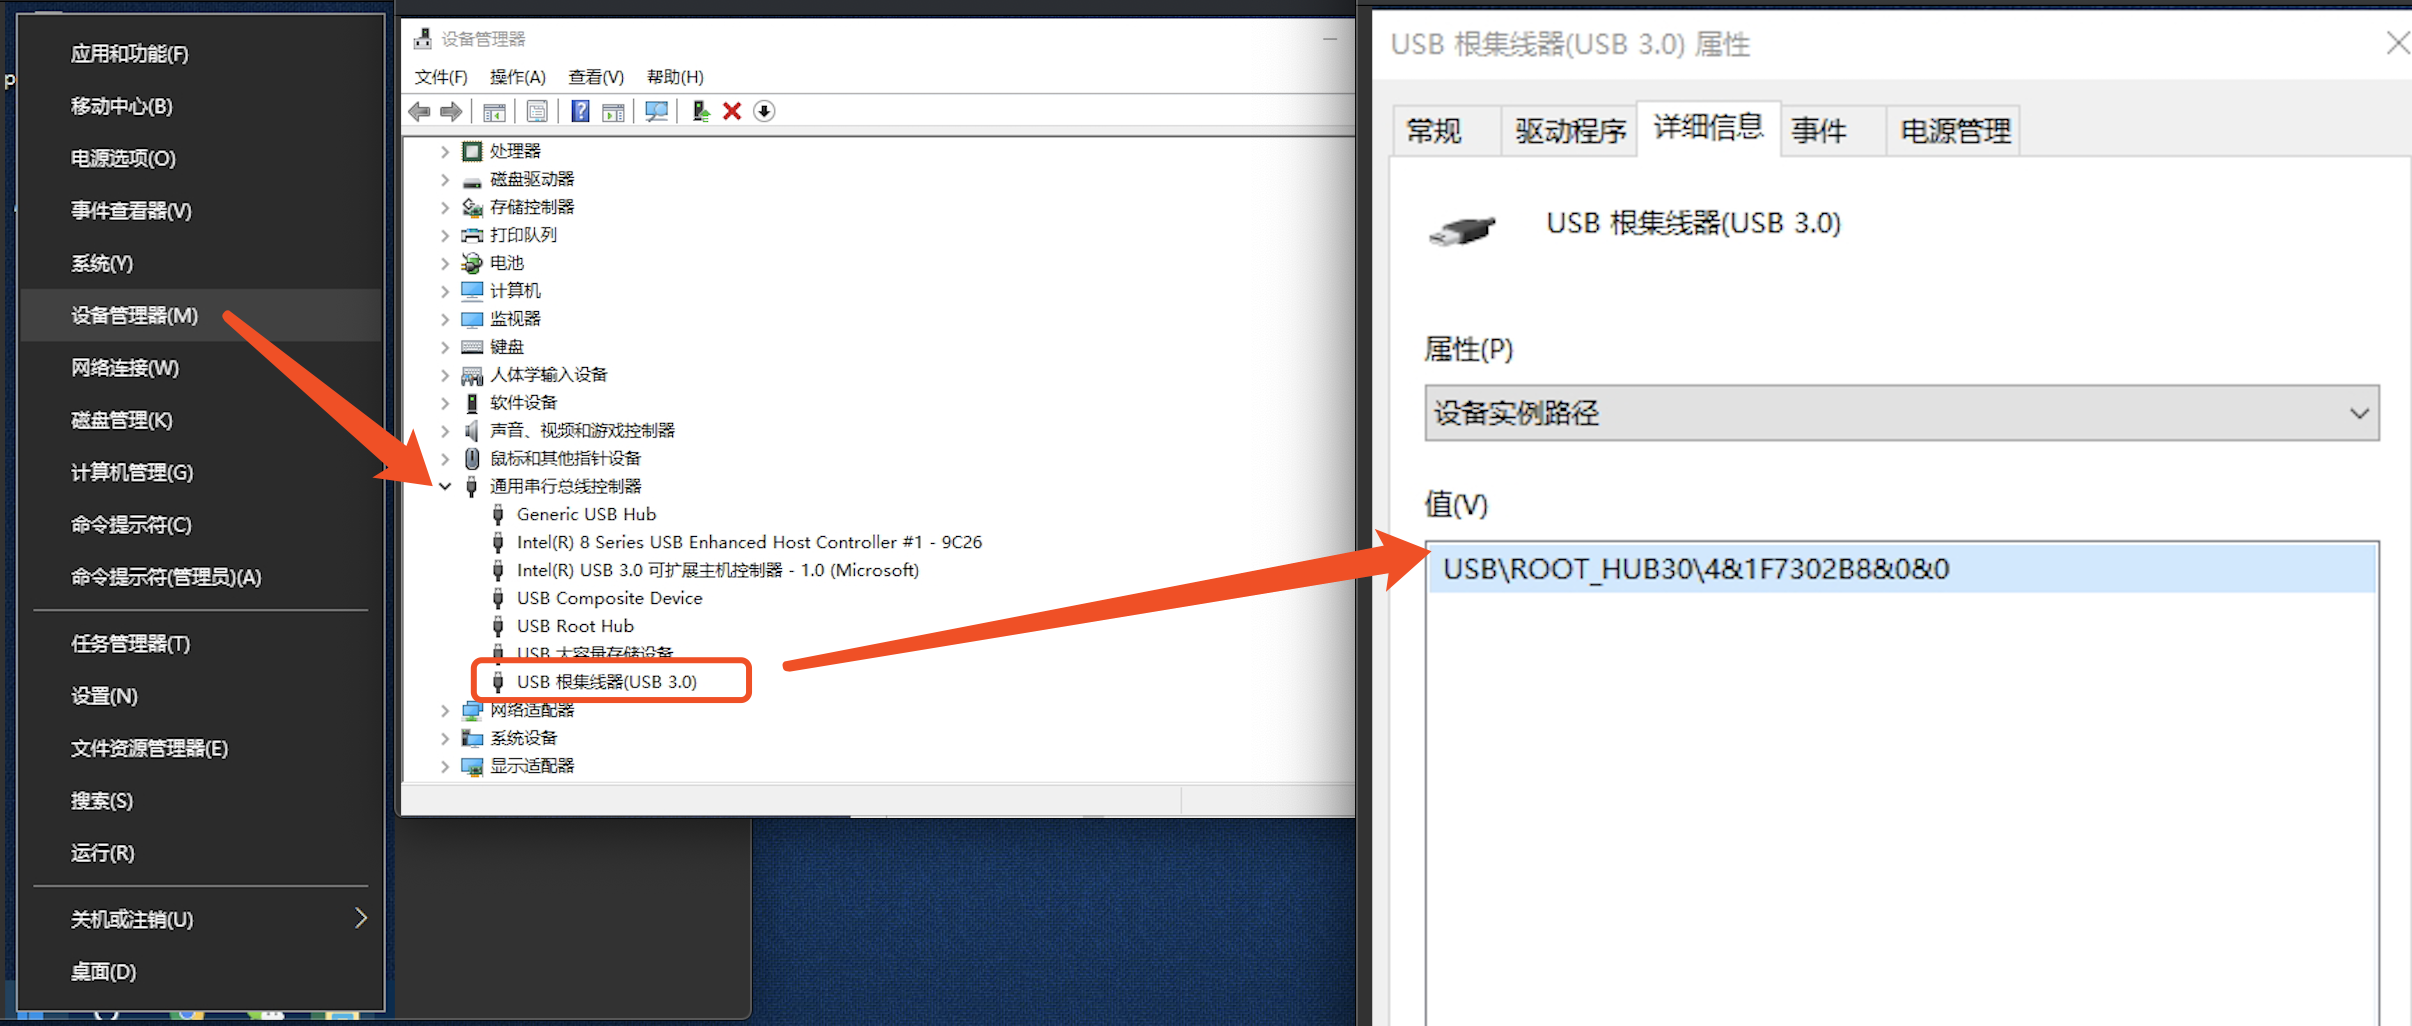 应用和功能(F)
移动中心(B)
电源选项(O)
事件查看器(V)
系统(Y)
设备管理器(M)
网络连接(W)
磁盘管理(K)
计算机管理(G)
命令提示符(C)
命令提示符(管理员)(A)
任务管理器(T)
设置(N)
文件资源管理器(E)
搜索(S)
运行(R)
关机或注销(U)
桌面(D)
设备管理器
文件(F) 操作(A) 查看(V) 帮助(H)
处理器
磁盘驱动器
存储控制器
打印队列
电池
计算机
监视器
键盘
人体学输入设备
软件设备
声音、视频和游戏控制器
鼠标和其他指针设备
通用串行总线控制器
Generic USB Hub
Intel(R) 8 Series USB Enhanced Host Controller #1 - 9C26
Intel(R) USB 3.0 可扩展主机控制器 - 1.0 (Microsoft)
USB Composite Device
USB Root Hub
USB 大容量存储设备
USB 根集线器(USB 3.0)
网络适配器
系统设备
显示适配器
USB 根集线器(USB 3.0) 属性
常规 驱动程序 详细信息 事件 电源管理
USB 根集线器(USB 3.0)
属性(P)
设备实例路径
值(V)
USB\ROOT_HUB30\4&1F7302B8&0&0